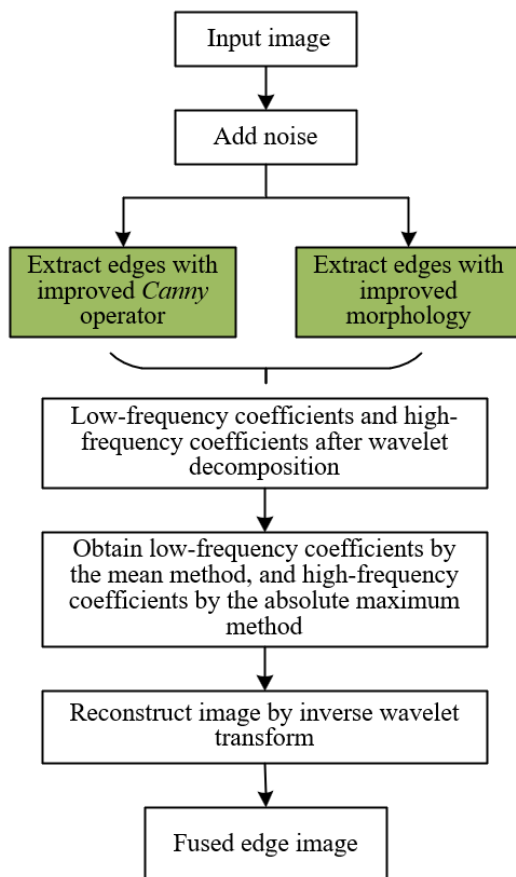 Input image
Add noise
Extract edges with
improved Canny
operator
Extract edges with
improved
morphology
Low-frequency coefficients and high-
frequency coefficients after wavelet
decomposition
Obtain low-frequency coefficients by
the mean method, and high-frequency
coefficients by the absolute maximum
method
Reconstruct image by inverse wavelet
transform
Fused edge image